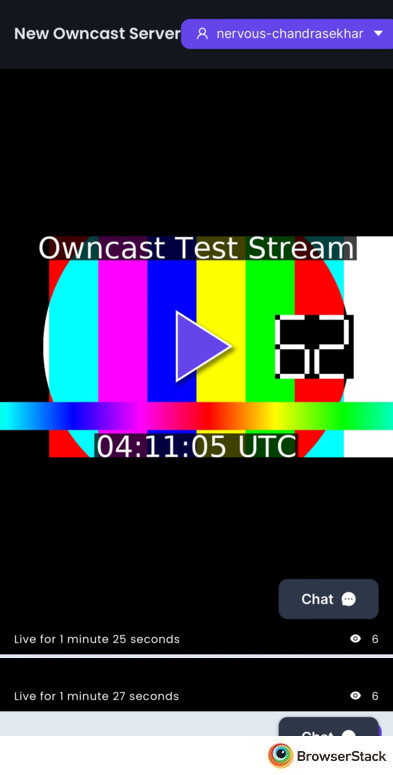 New Owncast Server
nervous-chandrasekhar
Owncast Test Stream
62
04:11:05 UTC
Chat
Live for 1 minute 25 seconds
6
Live for 1 minute 27 seconds
6
Chat
BrowserStack